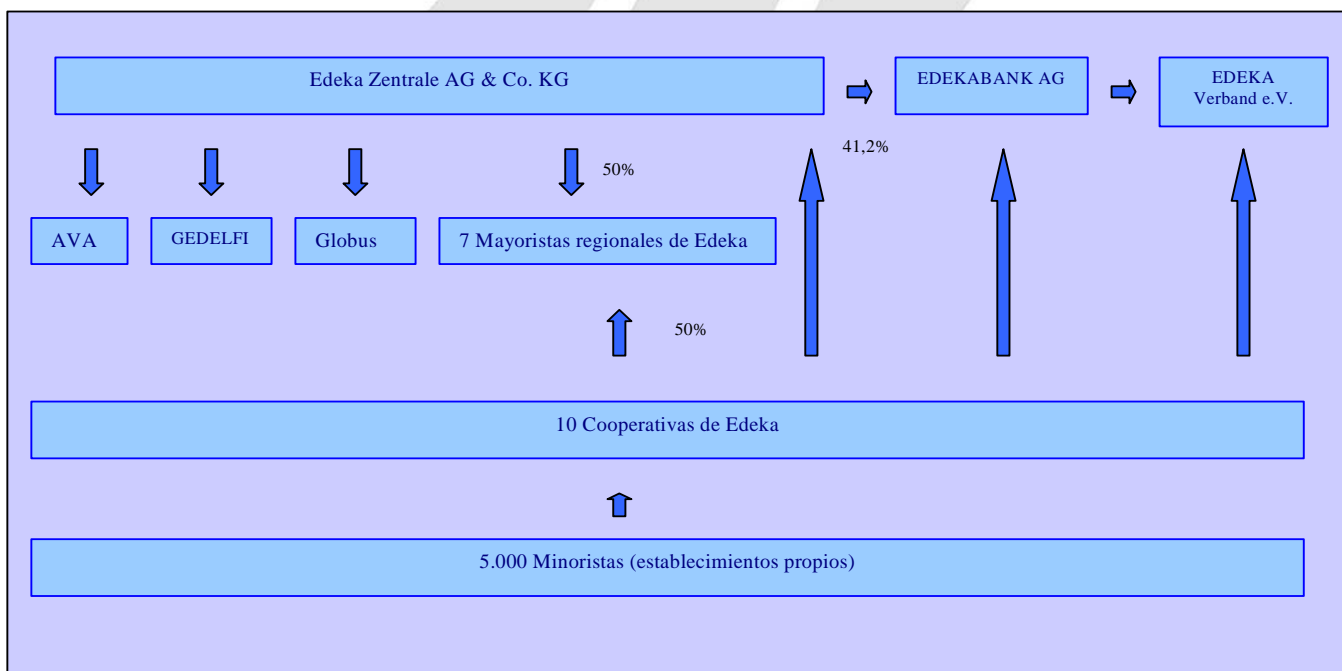 Edeka Zentrale AG & Co. KG
EDEKABANK AG
EDEKA
Verband e.V.
41,2%
50%
AVA
GEDELFI
Globus
7 Mayoristas regionales de Edeka
50%
10 Cooperativas de Edeka
5.000 Minoristas (establecimientos propios)